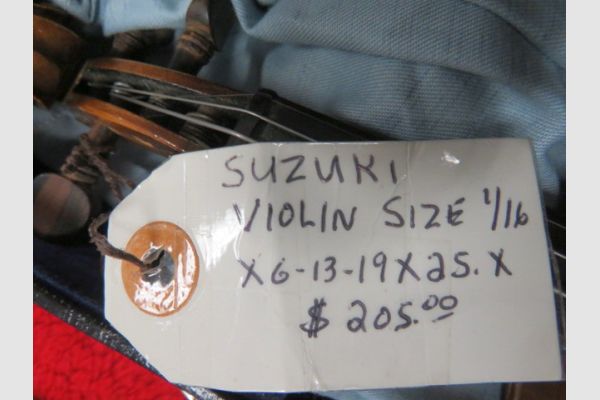 SUZUKI
VIOLIN SIZE 1/16
X6-13-19X25.X
$205.00